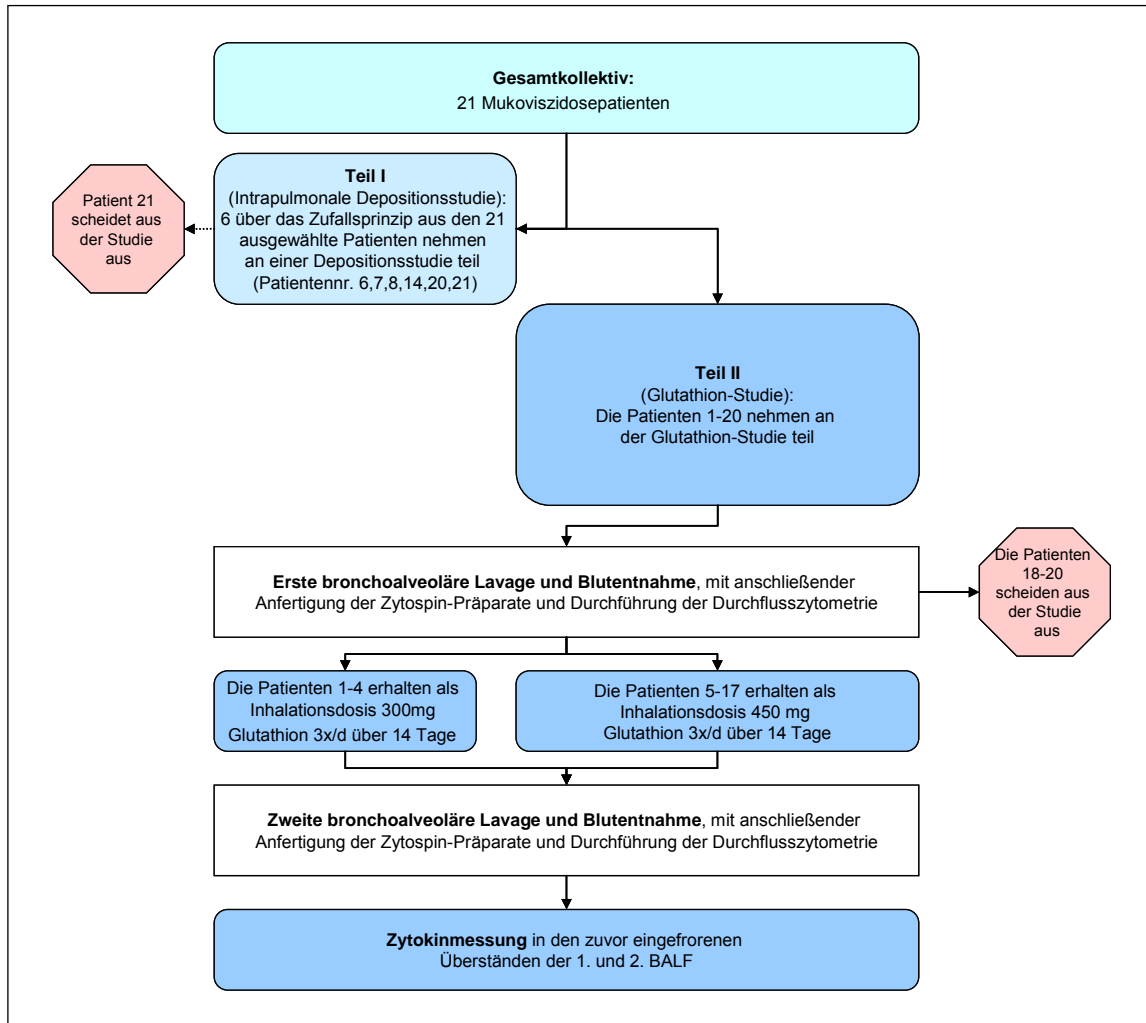 Gesamtkollektiv:
21 Mukoviszidosepatienten
Teil I
(Intrapulmonale Depositionsstudie):
6 über das Zufallsprinzip aus den 21
ausgewählte Patienten nehmen
an einer Depositionsstudie teil
(Patientennr. 6,7,8,14,20,21)
Patient 21
scheidet aus
der Studie
aus
Teil II
(Glutathion-Studie):
Die Patienten 1-20 nehmen an
der Glutathion-Studie teil
Erste bronchoalveoläre Lavage und Blutentnahme, mit anschließender
Anfertigung der Zytospin-Präparate und Durchführung der Durchflusszytometrie
Die Patienten
18-20
scheiden aus
der Studie
aus
Die Patienten 1-4 erhalten als
Inhalationsdosis 300mg
Glutathion 3x/d über 14 Tage
Die Patienten 5-17 erhalten als
Inhalationsdosis 450 mg
Glutathion 3x/d über 14 Tage
Zweite bronchoalveoläre Lavage und Blutentnahme, mit anschließender
Anfertigung der Zytospin-Präparate und Durchführung der Durchflusszytometrie
Zytokinmessung in den zuvor eingefrorenen
Überständen der 1. und 2. BALF